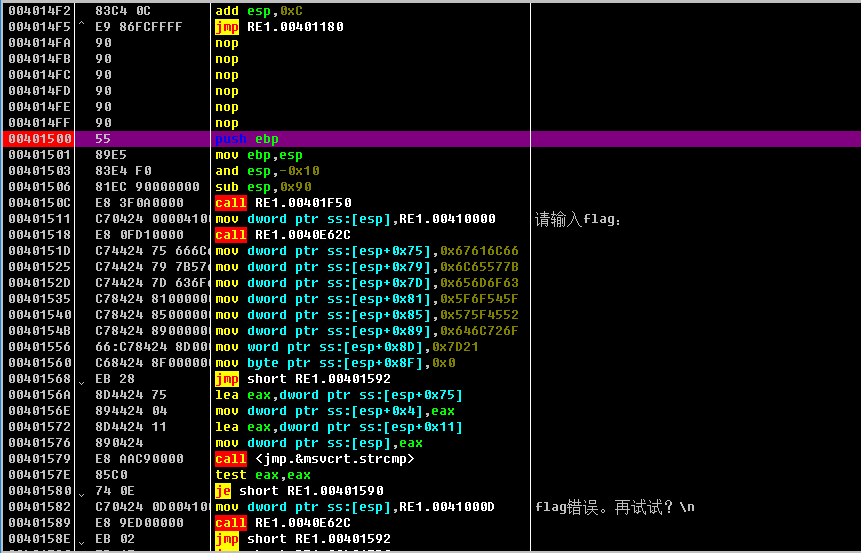 004014F2 83C4 0C add esp,0xC
004014F5 ^ E9 86FCFFFF jmp RE1.00401180
004014FA 90 nop
004014FB 90 nop
004014FC 90 nop
004014FD 90 nop
004014FE 90 nop
004014FF 90 nop
00401500 55 push ebp
00401501 89E5 mov ebp,esp
00401503 83E4 F0 and esp,-0x10
00401506 81EC 90000000 sub esp,0x90
0040150C E8 3F0A0000 call RE1.00401F50
00401511 C70424 00004100 mov dword ptr ss:[esp],RE1.00410000 请输入flag:
00401518 E8 0FD10000 call RE1.0040E62C
0040151D C74424 75 666C6 mov dword ptr ss:[esp+0x75],0x67616C66
00401525 C74424 79 7B576 mov dword ptr ss:[esp+0x79],0x6C65577B
0040152D C74424 7D 636F6 mov dword ptr ss:[esp+0x7D],0x656D6F63
00401535 C78424 81000000 mov dword ptr ss:[esp+0x81],0x5F6F545F
00401540 C78424 85000000 mov dword ptr ss:[esp+0x85],0x575F4552
0040154B C78424 89000000 mov dword ptr ss:[esp+0x89],0x646C726F
00401556 66:C78424 8D000 mov word ptr ss:[esp+0x8D],0x7D21
00401560 C68424 8F000000 mov byte ptr ss:[esp+0x8F],0x0
00401568 EB 28 jmp short RE1.00401592
0040156A 8D4424 75 lea eax,dword ptr ss:[esp+0x75]
0040156E 894424 04 mov dword ptr ss:[esp+0x4],eax
00401572 8D4424 11 lea eax,dword ptr ss:[esp+0x11]
00401576 890424 mov dword ptr ss:[esp],eax
00401579 E8 AAC90000 call <jmp.&msvcrt.strcmp>
0040157E 85C0 test eax,eax
00401580 74 0E je short RE1.00401590
00401582 C70424 0D004100 mov dword ptr ss:[esp],RE1.0041000D flag错误。再试试？\n
00401589 E8 9ED00000 call RE1.0040E62C
0040158E EB 02 jmp short RE1.00401592